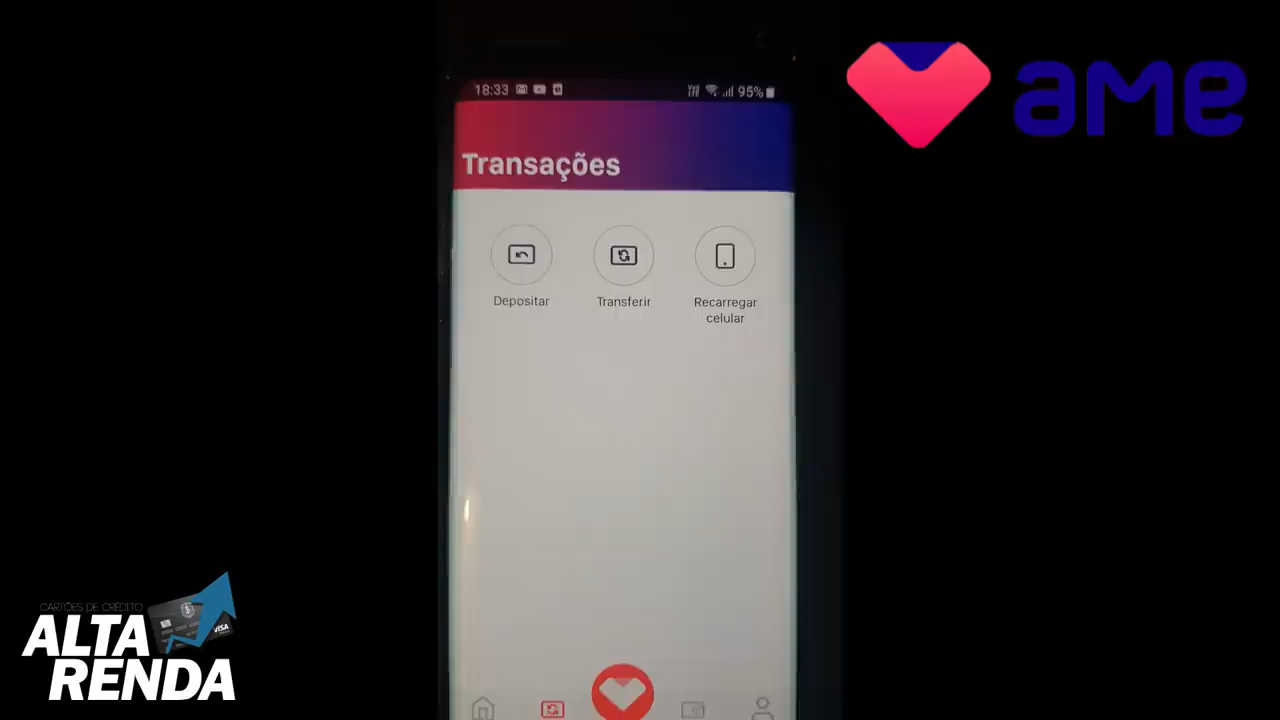 18:33
95%
ame
Transações
Depositar
Transferir
Recarregar
celular
CARTÕES DE CRÉDITO
ALTA
VISA
RENDA